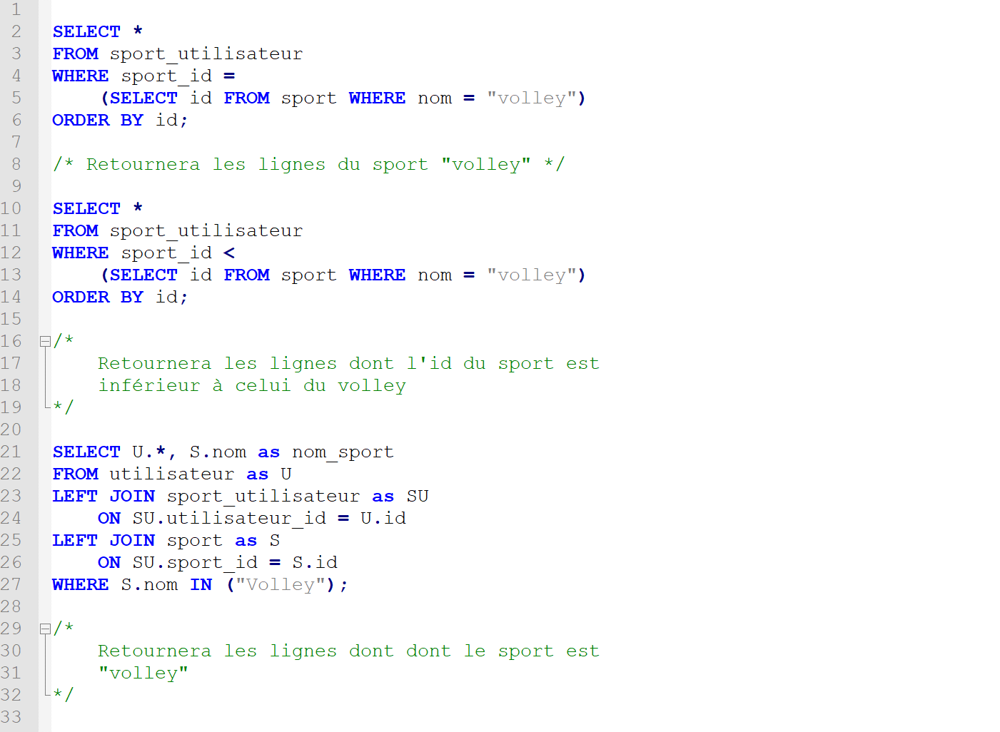 1
2 SELECT *
3 FROM sport_utilisateur
4 WHERE sport_id =
5     (SELECT id FROM sport WHERE nom = "volley")
6 ORDER BY id;
7
8 /* Retournera les lignes du sport "volley" */
9
10 SELECT *
11 FROM sport_utilisateur
12 WHERE sport_id <
13     (SELECT id FROM sport WHERE nom = "volley")
14 ORDER BY id;
15
16 /*
17     Retournera les lignes dont l'id du sport est
18     inférieur à celui du volley
19 */
20
21 SELECT U.*, S.nom as nom_sport
22 FROM utilisateur as U
23 LEFT JOIN sport_utilisateur as SU
24     ON SU.utilisateur_id = U.id
25 LEFT JOIN sport as S
26     ON SU.sport_id = S.id
27 WHERE S.nom IN ("Volley");
28
29 /*
30     Retournera les lignes dont dont le sport est
31     "volley"
32 */
33